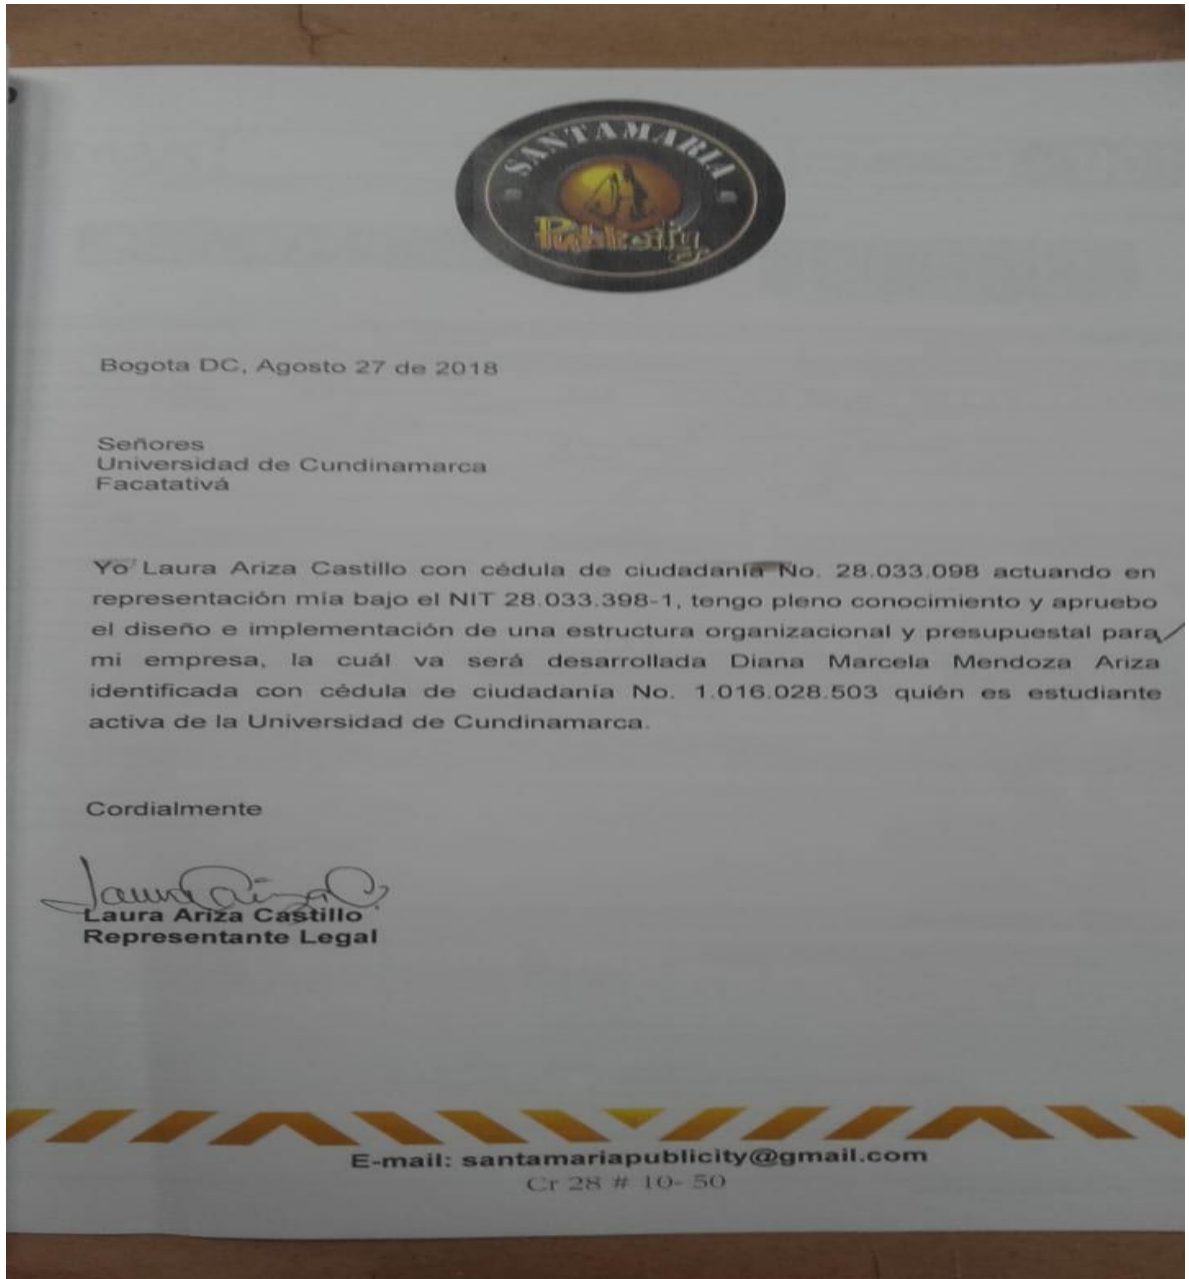 SANTAMARIA
Publicity
Bogota DC, Agosto 27 de 2018
Señores
Universidad de Cundinamarca
Facatativá
Yo Laura Ariza Castillo con cédula de ciudadanía No. 28.033.098 actuando en
representación mía bajo el NIT 28.033.398-1, tengo pleno conocimiento y apruebo
el diseño e implementación de una estructura organizacional y presupuestal para
mi empresa, la cuál va será desarrollada Diana Marcela Mendoza Ariza
identificada con cédula de ciudadanía No. 1.016.028.503 quién es estudiante
activa de la Universidad de Cundinamarca.
Cordialmente
Laura Ariza C
Laura Ariza Castillo
Representante Legal
E-mail: santamariapublicity@gmail.com
Cr 28 # 10- 50